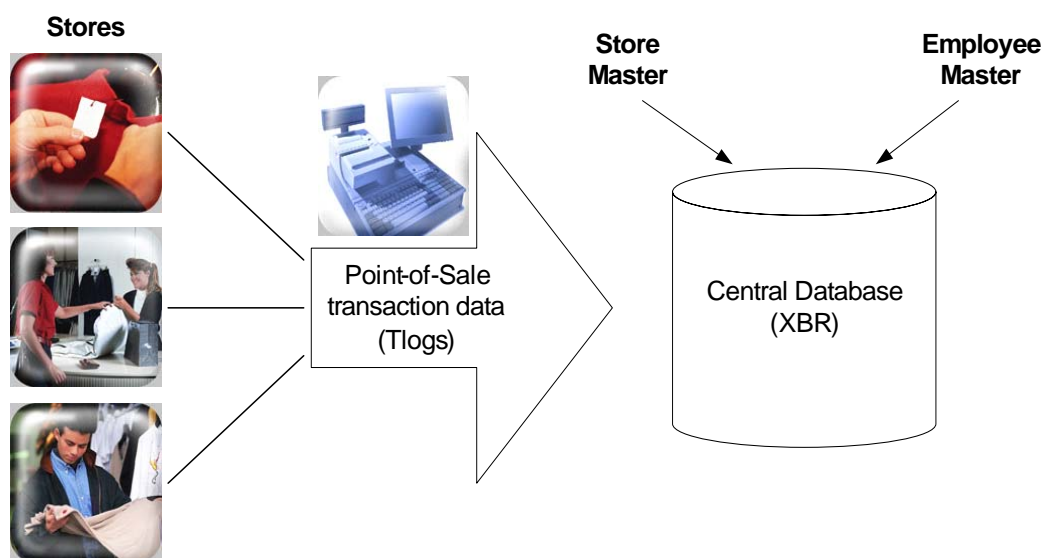 Stores
Store
Master
Employee
Master
Point-of-Sale
transaction data
(Tlogs)
Central Database
(XBR)